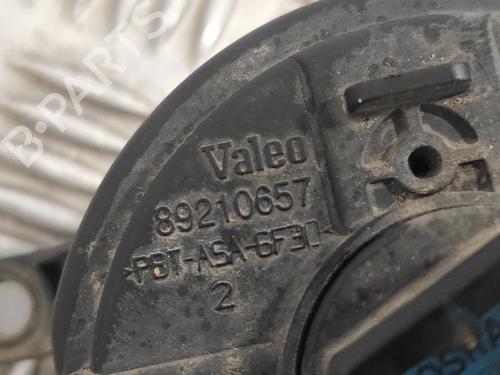 B-PARTS
Valeo
89210657
>PBT-ASA-GF30<
2